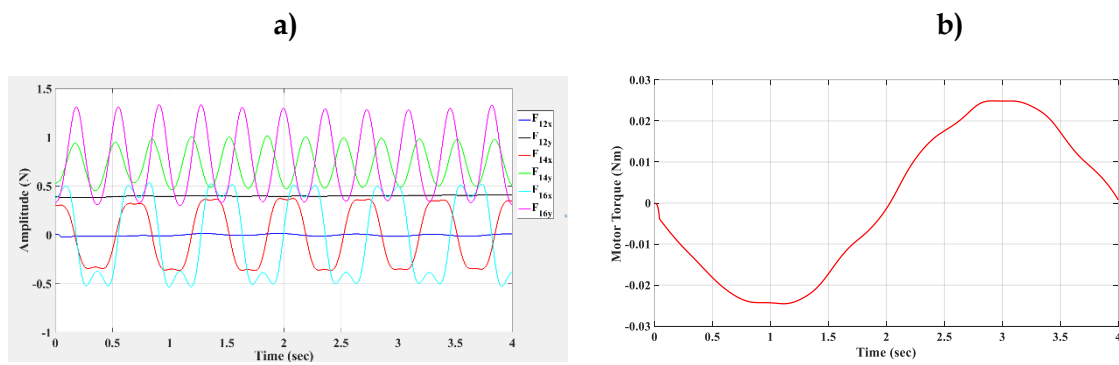 a)
b)
1.5
1
0.5
0
-0.5
-1
Amplitude (N)
0 0.5 1 1.5 2 2.5 3 3.5 4
Time (sec)
F12x
F12y
F14x
F14y
F16x
F16y
0.03
0.02
0.01
0
-0.01
-0.02
-0.03
Motor Torque (Nm)
0 0.5 1 1.5 2 2.5 3 3.5 4
Time (sec)